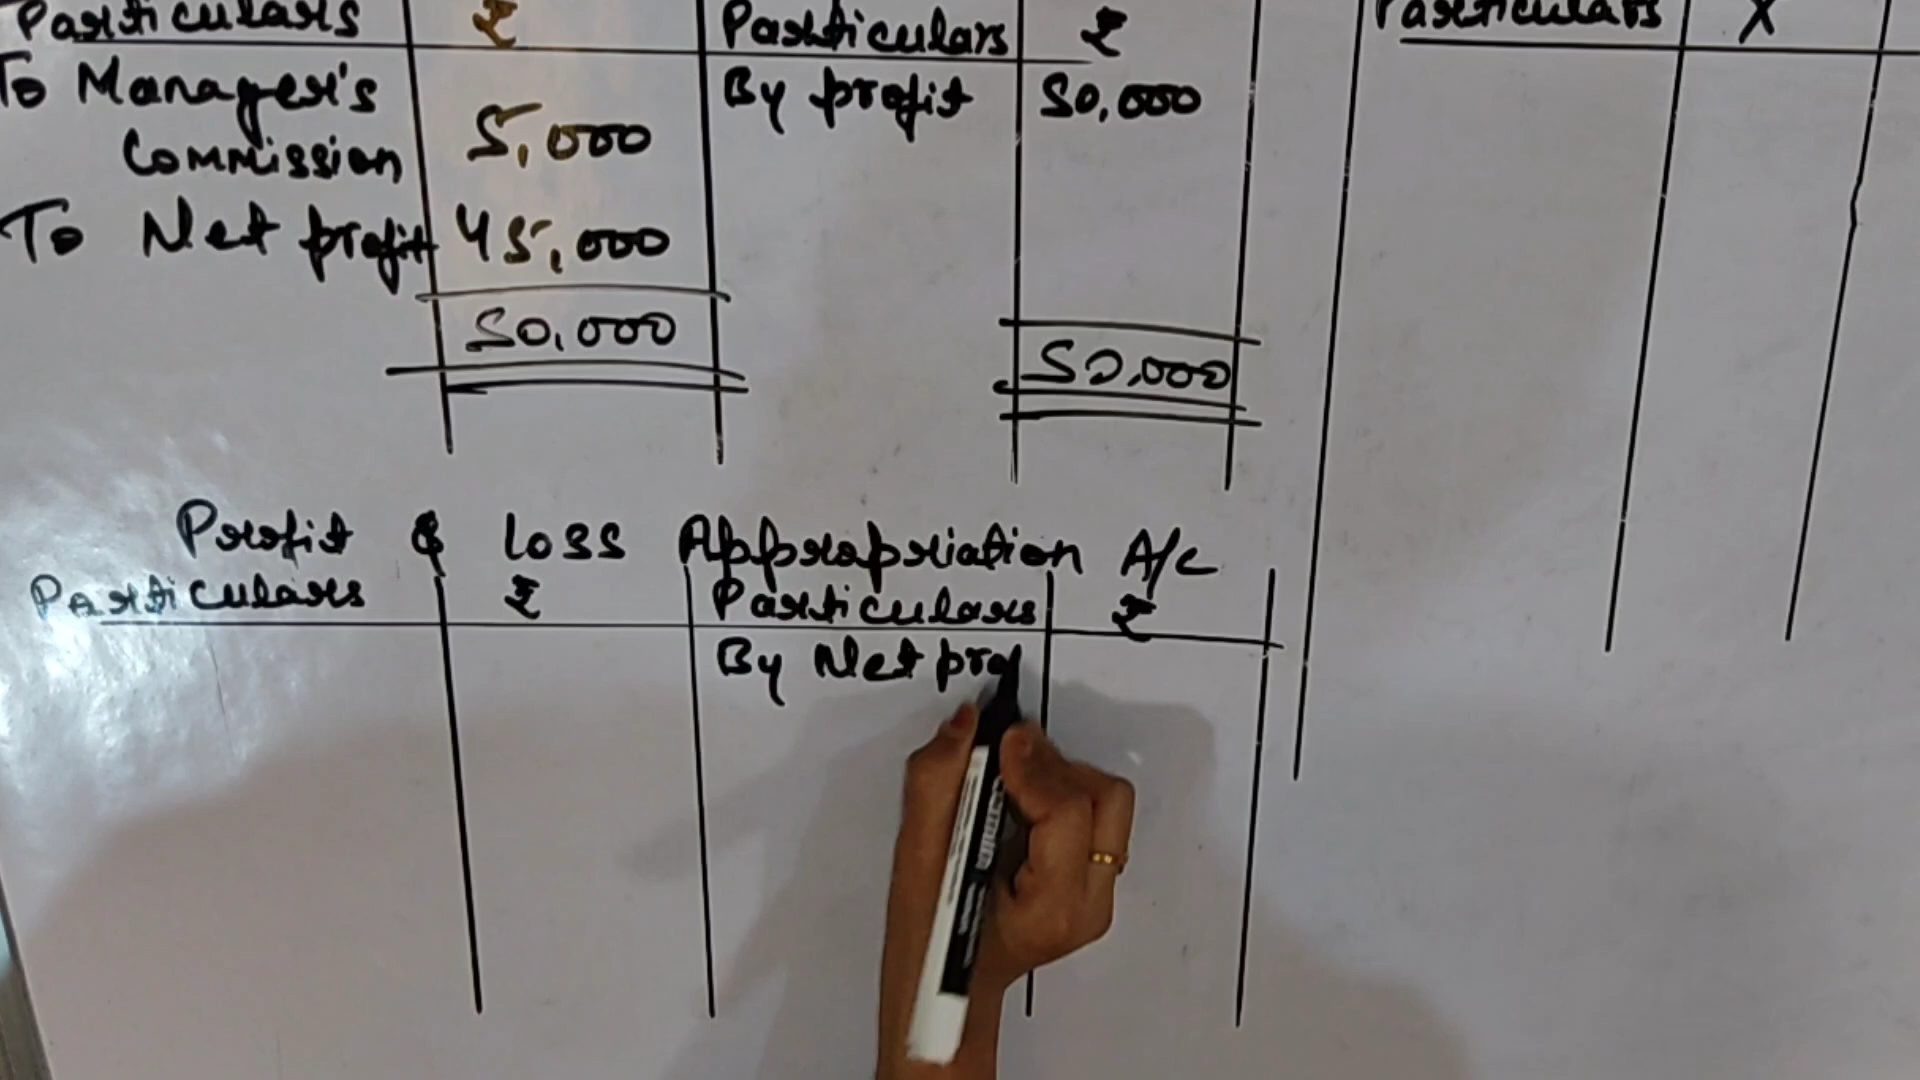 Particulars ₹ Particulars ₹
To Manager's Commission 5,000 By profit 50,000
To Net profit 45,000
50,000 50,000
Profit & Loss Appropriation A/c
Particulars ₹ Particulars ₹
By Net prof
Particulars X